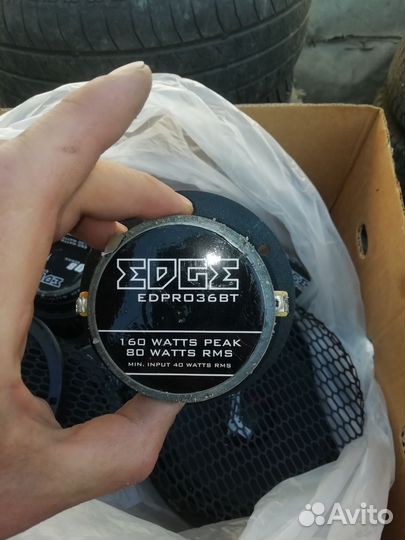 EDGE
EDPRO36BT
160 WATTS PEAK
80 WATTS RMS
MIN. INPUT 40 WATTS RMS
Avito